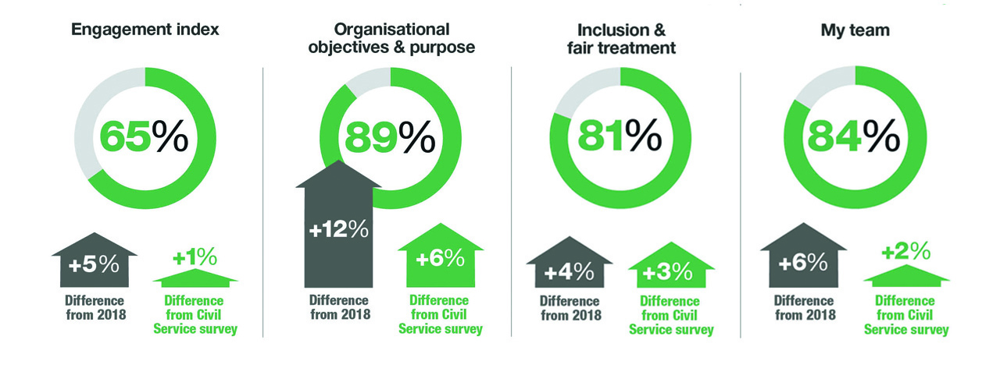 Engagement index
65%
+5%
Difference
from 2018
+1%
Difference
from Civil
Service survey
Organisational
objectives & purpose
89%
+12%
Difference
from 2018
+6%
Difference
from Civil
Service survey
Inclusion &
fair treatment
81%
+4%
Difference
from 2018
+3%
Difference
from Civil
Service survey
My team
84%
+6%
Difference
from 2018
+2%
Difference
from Civil
Service survey